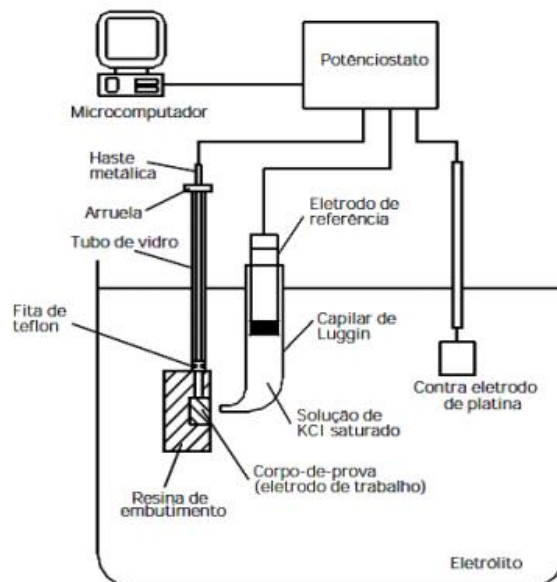 Potênciostato
Microcomputador
Haste
metálica
Arruela
Tubo de vidro
Eletrodo de
referência
Fita de
teflon
Capilar de
Luggin
Contra eletrodo
de platina
Solução de
KCl saturado
Corpo-de-prova
(eletrodo de trabalho)
Resina de
embutimento
Eletrólito